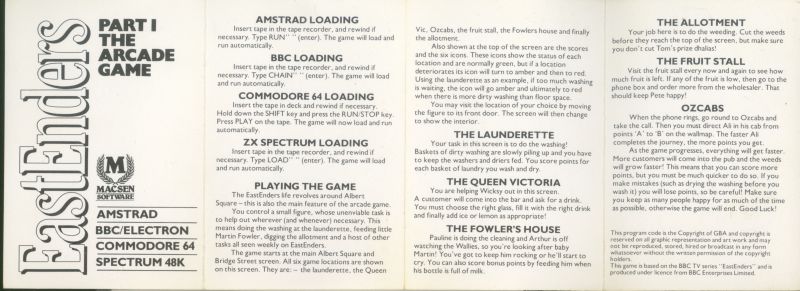 EastEnders
PART 1
THE
ARCADE
GAME
M
MACSEN
SOFTWARE
AMSTRAD
BBC/ELECTRON
COMMODORE 64
SPECTRUM 48K
AMSTRAD LOADING
Insert tape in the tape recorder, and rewind if
necessary. Type RUN" " (enter). The game will load and
run automatically.
BBC LOADING
Insert tape in the tape recorder, and rewind if
necessary. Type CHAIN" " (enter). The game will load
and run automatically.
COMMODORE 64 LOADING
Insert the tape in deck and rewind if necessary.
Hold down the SHIFT key and press the RUN/STOP key.
Press PLAY on the tape. The game will now load and run
automatically.
ZX SPECTRUM LOADING
Insert tape in the tape recorder, and rewind if
necessary. Type LOAD" " (enter). The game will load
and run automatically.
PLAYING THE GAME
The EastEnders life revolves around Albert
Square – this is also the main feature of the arcade game.
You control a small figure, whose unenviable task is
to help out wherever (and whenever) necessary. This
means doing the washing at the launderette, feeding little
Martin Fowler, digging the allotment and a host of other
tasks all seen weekly on EastEnders.
The game starts at the main Albert Square and
Bridge Street screen. All six game locations are shown
on this screen. They are: – the launderette, the Queen
Vic, Ozcabs, the fruit stall, the Fowlers house and finally
the allotment.
Also shown at the top of the screen are the scores
and the six icons. These icons show the status of each
location and are normally green, but if a location
deteriorates its icon will turn to amber and then to red.
Using the launderette as an example, if too much washing
is waiting, the icon will go amber and ultimately to red
when there is more dirty washing than floor space.
You may visit the location of your choice by moving
the figure to its front door. The screen will then change
to show the interior.
THE LAUNDERETTE
Your task in this screen is to do the washing!
Baskets of dirty washing are slowly piling up and you have
to keep the washers and driers fed. You score points for
each basket of laundry you wash and dry.
THE QUEEN VICTORIA
You are helping Wicksy out in this screen.
A customer will come into the bar and ask for a drink.
You must choose the right glass, fill it with the right drink
and finally add ice or lemon as appropriate!
THE FOWLER'S HOUSE
Pauline is doing the cleaning and Arthur is off
watching the Wallies, so you're looking after baby
Martin! You've got to keep him rocking or he'll start to
cry. You can also score bonus points by feeding him when
his bottle is full of milk.
THE ALLOTMENT
Your job here is to do the weeding. Cut the weeds
before they reach the top of the screen, but make sure
you don't cut Tom's prize dhalias!
THE FRUIT STALL
Visit the fruit stall every now and again to see how
much fruit is left. If any of the fruit is low, then go to the
phone box and order more from the wholesaler. That
should keep Pete happy!
OZCABS
When the phone rings, go round to Ozcabs and
take the call. Then you must direct Ali in his cab from
points 'A' to 'B' on the wallmap. The faster Ali
completes the journey, the more points you get.
As the game progresses, everything will get faster.
More customers will come into the pub and the weeds
will grow faster! This means that you can score more
points, but you must be much quicker to do so. If you
make mistakes (such as drying the washing before you
wash it) you will lose points, so be careful! Make sure
you keep as many people happy for as much of the time
as possible, otherwise the game will end. Good Luck!
This program code is the Copyright of GBA and copyright is
reserved on all graphic representation and art work and may
not be reproduced, stored, hired or broadcast in any form
whatsoever without the written permission of the copyright
holders.
This game is based on the BBC TV series "EastEnders" and is
produced under licence from BBC Enterprises Limited.